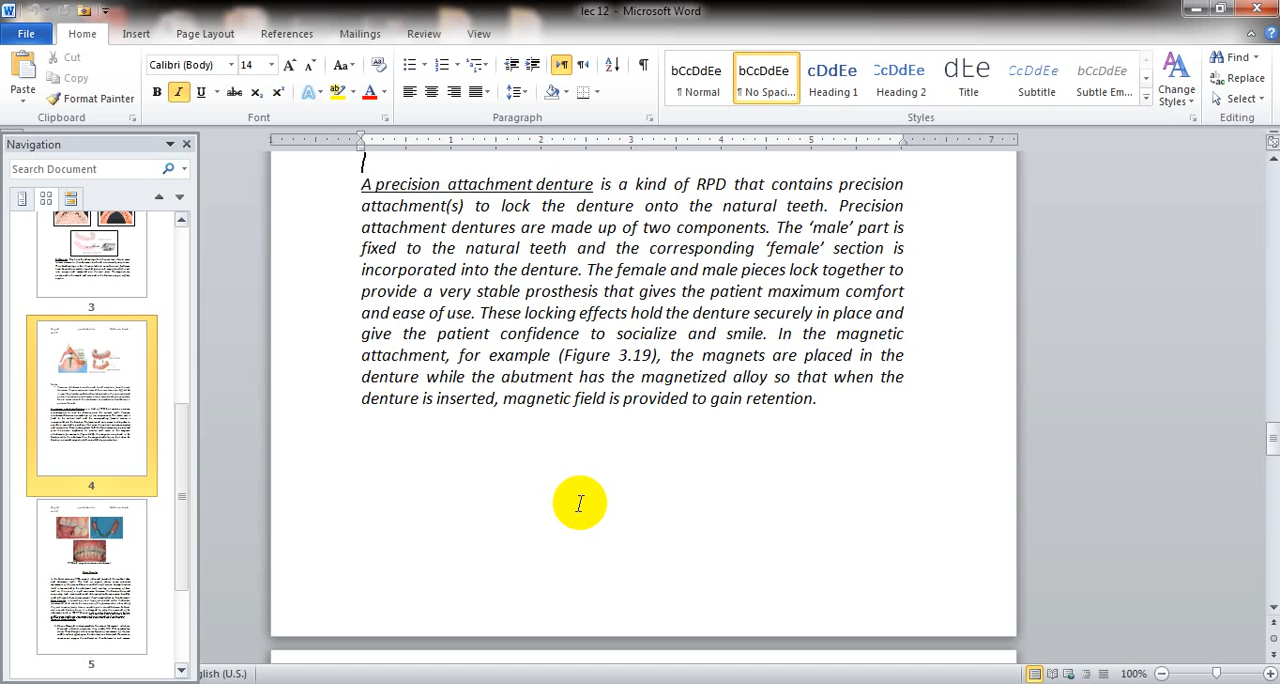 lec 12 - Microsoft Word
File Home Insert Page Layout References Mailings Review View
Cut
Copy
Format Painter
Paste
Clipboard
Calibri (Body) 14
Font
Paragraph
bCcDdEe bCcDdEe cDdEe bCcDdEe dte CcDdEe bCcDdEe
¶ Normal ¶ No Spaci... Heading 1 Heading 2 Title Subtitle Subtle Em...
Change Styles
Styles
Find
Replace
Select
Editing
Navigation
Search Document
3
4
5
1 2 3 4 5 7
A precision attachment denture is a kind of RPD that contains precision
attachment(s) to lock the denture onto the natural teeth. Precision
attachment dentures are made up of two components. The ‘male’ part is
fixed to the natural teeth and the corresponding ‘female’ section is
incorporated into the denture. The female and male pieces lock together to
provide a very stable prosthesis that gives the patient maximum comfort
and ease of use. These locking effects hold the denture securely in place and
give the patient confidence to socialize and smile. In the magnetic
attachment, for example (Figure 3.19), the magnets are placed in the
denture while the abutment has the magnetized alloy so that when the
denture is inserted, magnetic field is provided to gain retention.
glish (U.S.)
100%